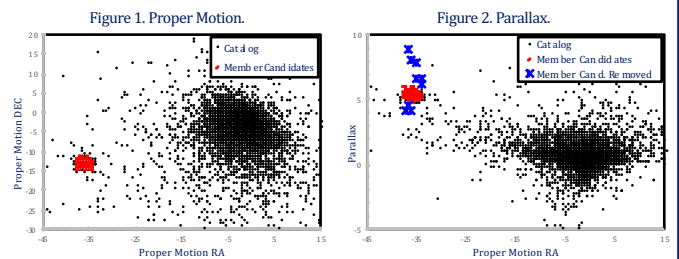 Figure 1. Proper Motion.
Catalog
Member Candidates
20
15
10
5
0
-5
-10
-15
-20
-25
-30
Proper Motion DEC
-45
-35
-25
-15
-5
5
15
Proper Motion RA
Figure 2. Parallax.
Catalog
Member Candidates
Member Cand. Removed
10
5
0
-5
Parallax
-45
-35
-25
-15
-5
5
15
Proper Motion RA